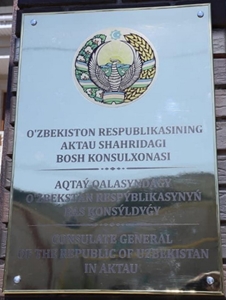 O'ZBEKISTON RESPUBLIKASINING
AKTAU SHAHRIDAGI
BOSH KONSULXONASI
AQTAÝ QALASYNDAǴY
O'ZBEKSTAN RESPÝBLIKASYNYŃ
BAS KONSÝLDYǴY
CONSULATE GENERAL
OF THE REPUBLIC OF UZBEKISTAN
IN AKTAU